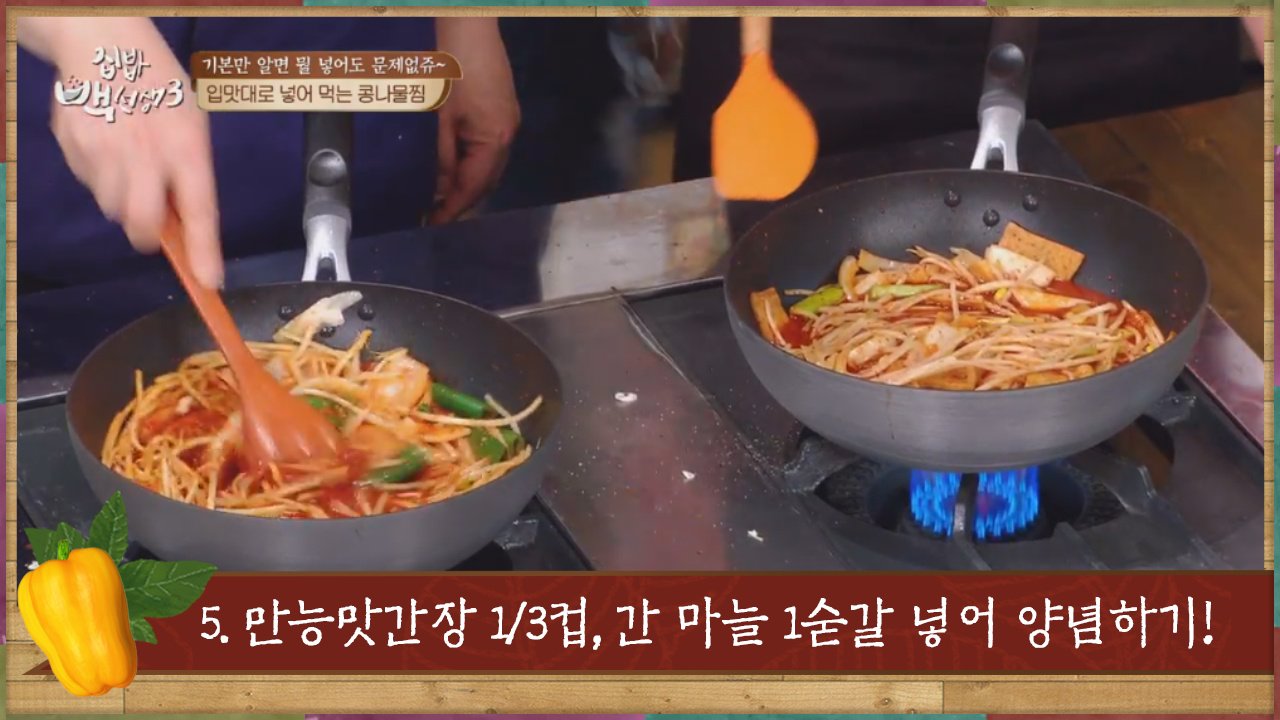 집밥
백선생3
기본만 알면 뭘 넣어도 문제없쥬~
입맛대로 넣어 먹는 콩나물찜
5. 만능맛간장 1/3컵, 간 마늘 1숟갈 넣어 양념하기!